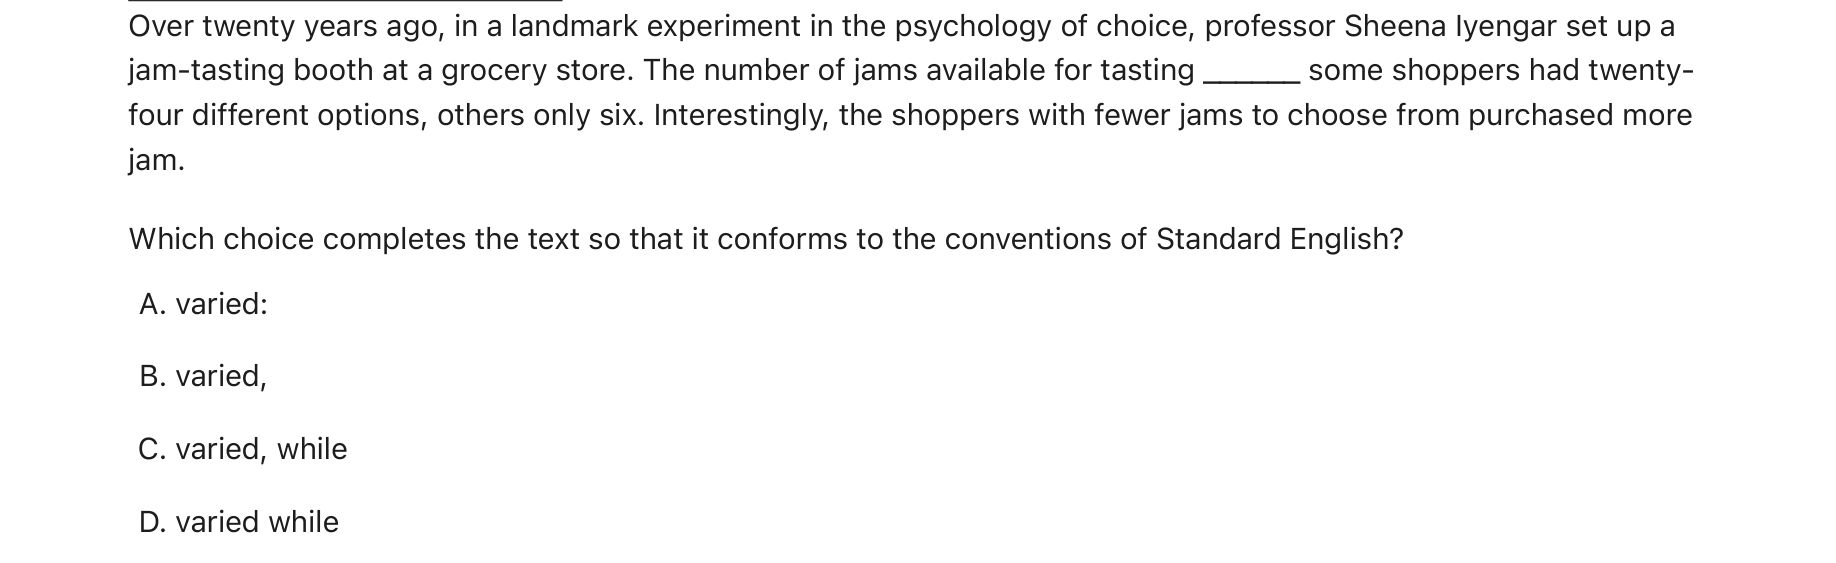 Over twenty years ago, in a landmark experiment in the psychology of choice, professor Sheena Iyengar set up a
jam-tasting booth at a grocery store. The number of jams available for tasting ______ some shoppers had twenty-
four different options, others only six. Interestingly, the shoppers with fewer jams to choose from purchased more
jam.
Which choice completes the text so that it conforms to the conventions of Standard English?
A. varied:
B. varied,
C. varied, while
D. varied while